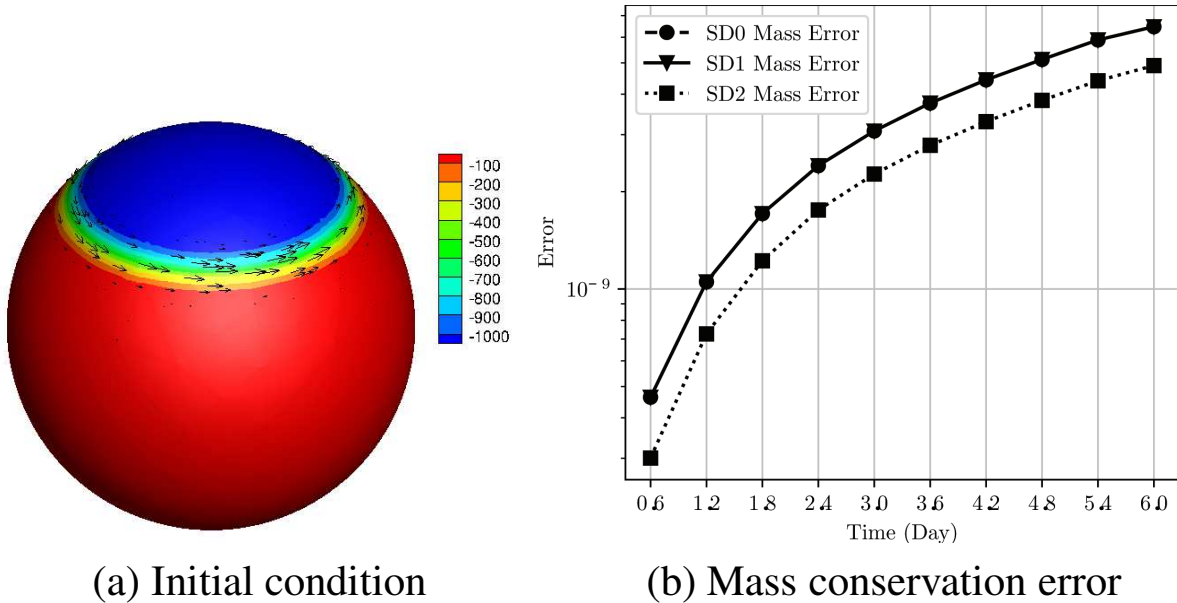 -100
-200
-300
-400
-500
-600
-700
-800
-900
-1000
(a) Initial condition
SD0 Mass Error
SD1 Mass Error
SD2 Mass Error
Error
10⁻⁹
0.6 1.2 1.8 2.4 3.0 3.6 4.2 4.8 5.4 6.0
Time (Day)
(b) Mass conservation error